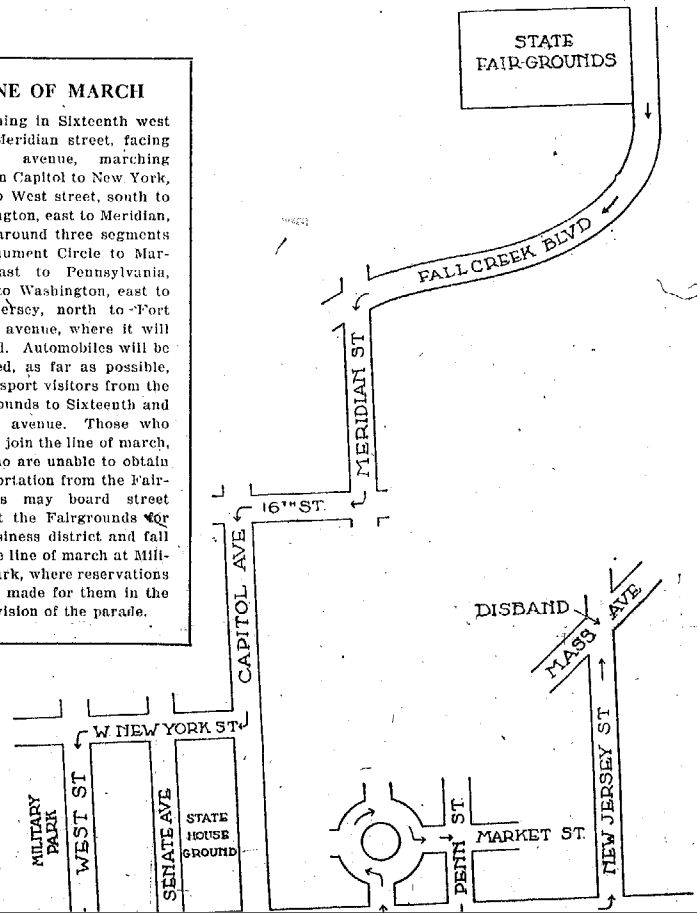 NE OF MARCH
ning in Sixteenth west
Meridian street, facing
avenue, marching
n Capitol to New York,
o West street, south to
ngton, east to Meridian,
around three segments
nument Circle to Mar-
ast to Pennsylvania,
to Washington, east to
ersey, north to Fort
avenue, where it will
d. Automobiles will be
ed, as far as possible,
sport visitors from the
ounds to Sixteenth and
avenue. Those who
join the line of march,
ho are unable to obtain
ortation from the Fair-
s may board street
t the Fairgrounds for
siness district and fall
e line of march at Mili-
ark, where reservations
made for them in the
vision of the parade.
STATE
FAIR-GROUNDS
FALL CREEK BLVD
MERIDIAN ST
16TH ST.
CAPITOL AVE
DISBAND
MASS AVE
W. NEW YORK ST
MILITARY
PARK
WEST ST
SENATE AVE
STATE
HOUSE
GROUND
PENN ST.
MARKET ST.
NEW JERSEY ST